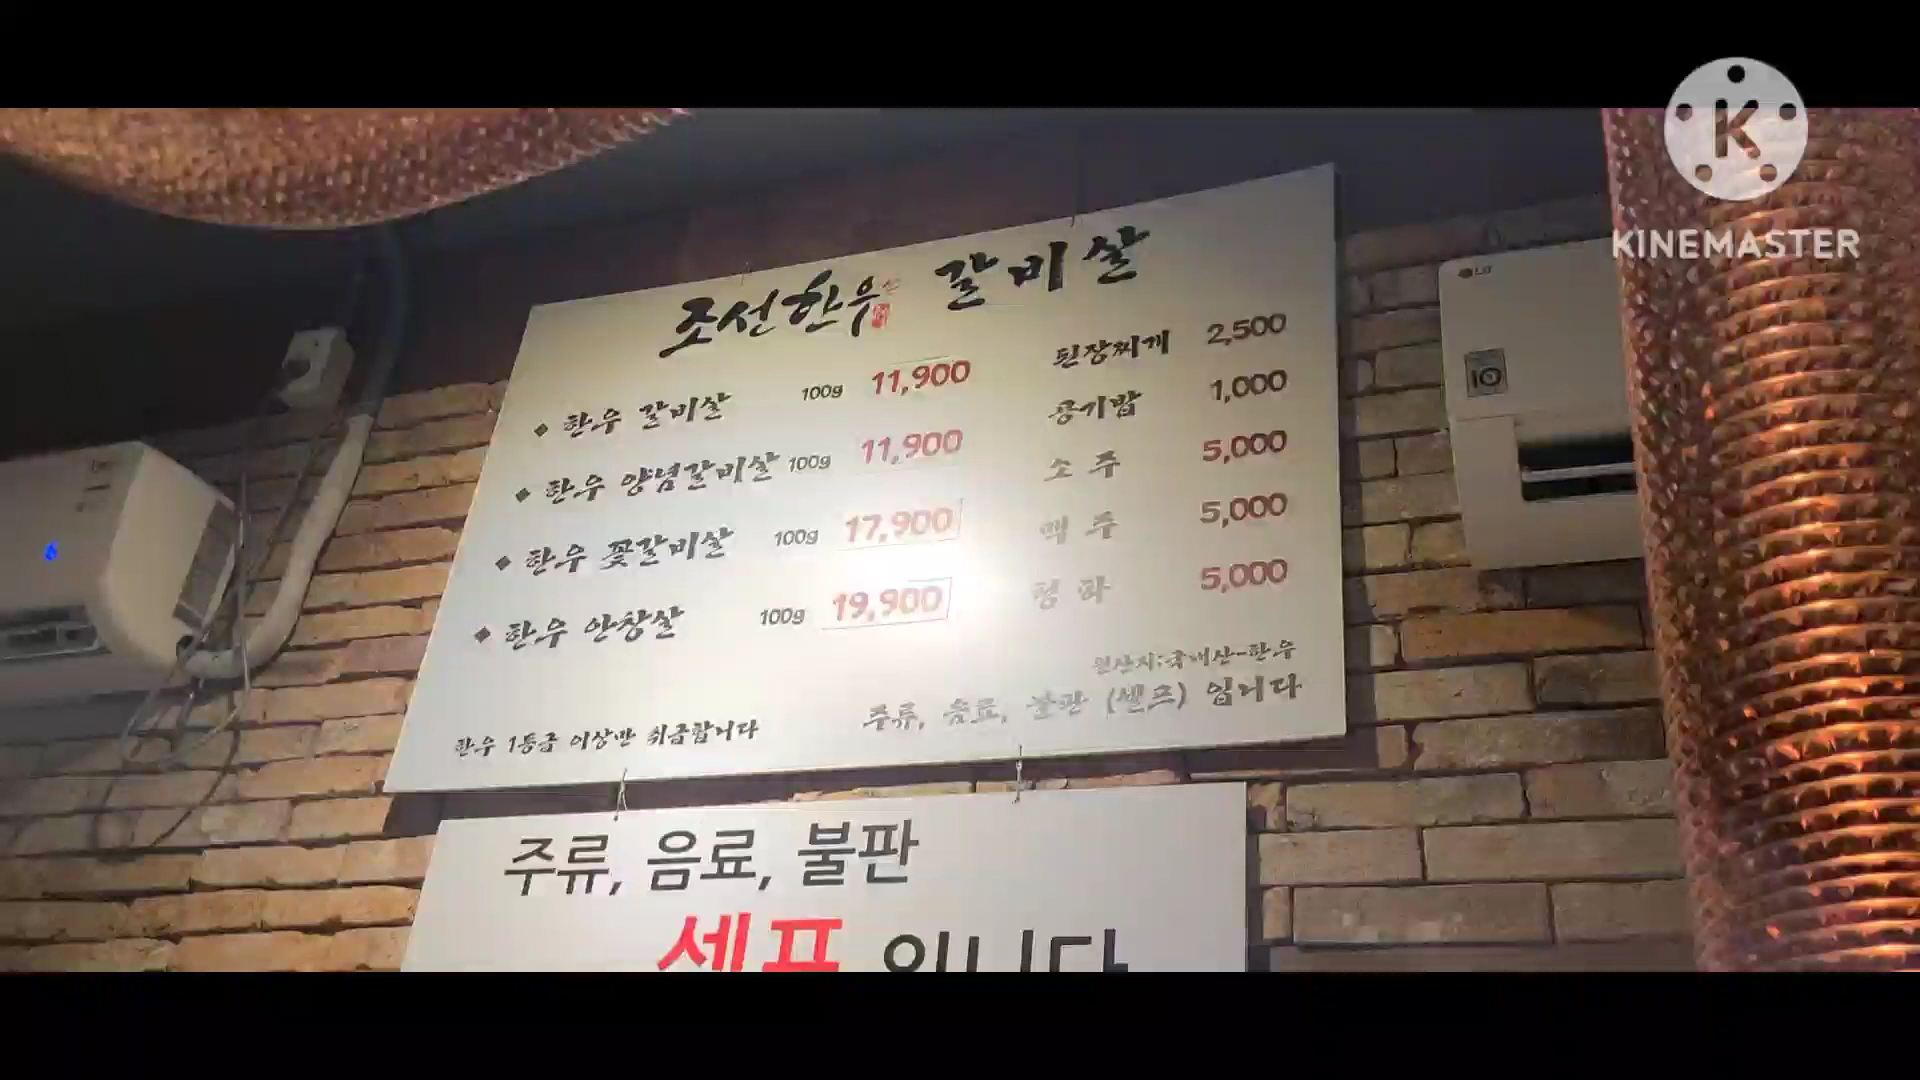 KINEMASTER
조선한우 갈비살
한우 갈비살 100g 11,900
한우 양념갈비살 100g 11,900
한우 꽃갈비살 100g 17,900
한우 안창살 100g 19,900
된장찌개 2,500
공기밥 1,000
소주 5,000
맥주 5,000
청하 5,000
원산지:국내산-한우
한우 1등급 이상만 취급합니다
주류, 음료, 불판 (셀프) 입니다
주류, 음료, 불판
셀프 입니다
LG